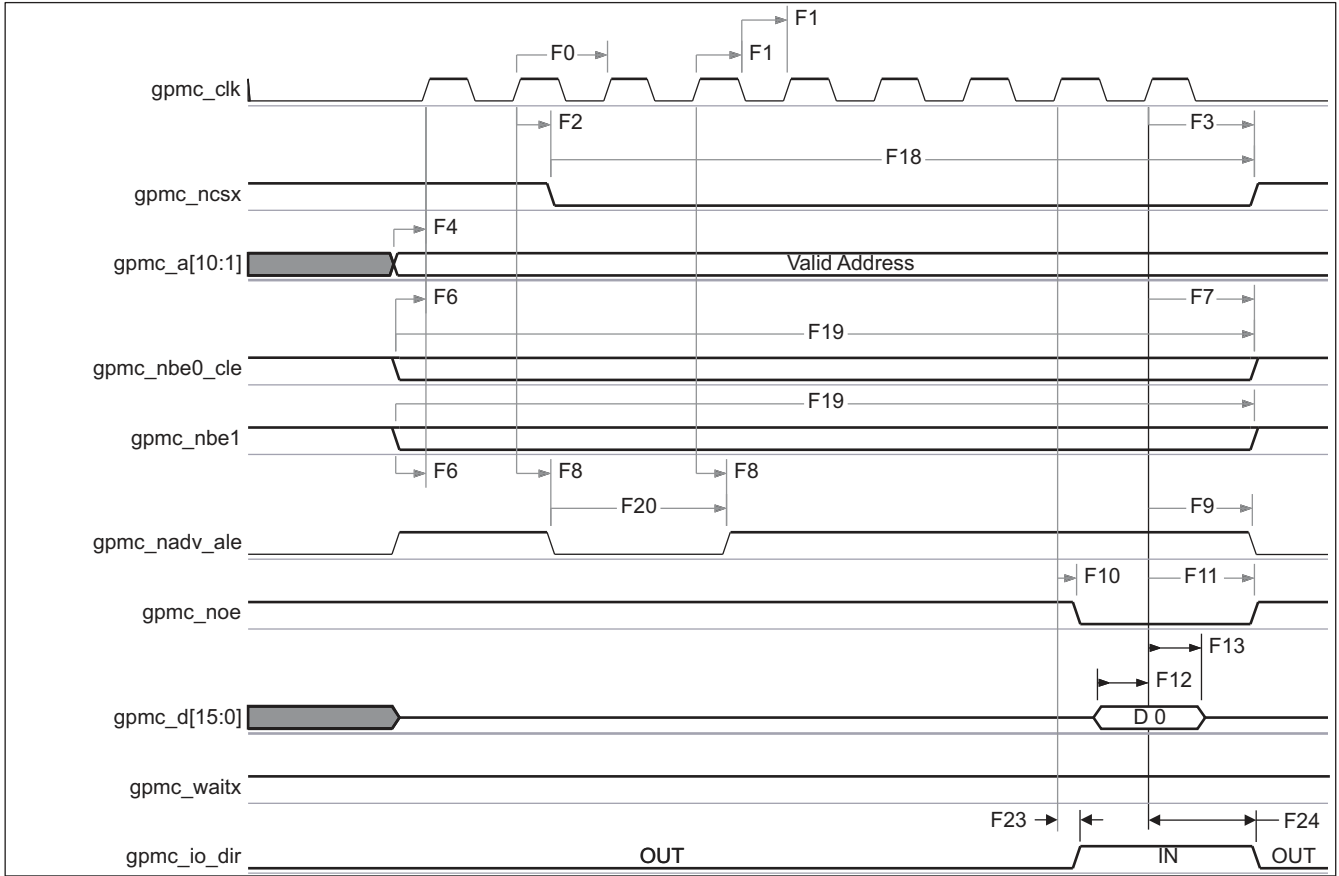 F1
F0
F1
gpmc_clk
F2
F3
F18
gpmc_ncsx
F4
gpmc_a[10:1]
Valid Address
F6
F7
F19
gpmc_nbe0_cle
F19
gpmc_nbe1
F6
F8
F8
F20
F9
gpmc_nadv_ale
F10
F11
gpmc_noe
F13
F12
gpmc_d[15:0]
D 0
gpmc_waitx
F23
F24
gpmc_io_dir
OUT
IN
OUT